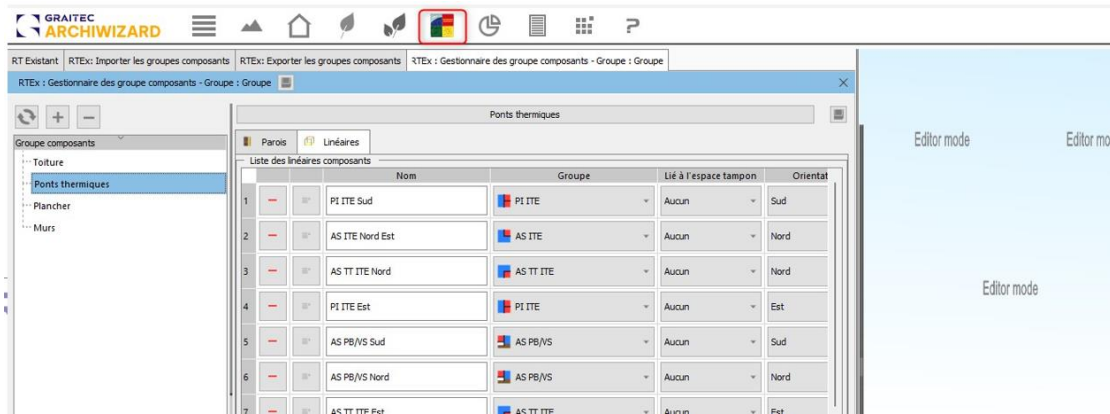 GRAITEC
ARCHIWIZARD
?
RT Existant RTEx: Importer les groupes composants RTEx: Exporter les groupes composants RTEx : Gestionnaire des groupe composants - Groupe : Groupe
RTEx : Gestionnaire des groupe composants - Groupe : Groupe
Ponts thermiques
Groupe composants
Toiture
Ponts thermiques
Plancher
Murs
Parois Linéaires
Liste des linéaires composants
Nom Groupe Lié à l'espace tampon Orientat
1 PI ITE Sud PI ITE Aucun Sud
2 AS ITE Nord Est AS ITE Aucun Nord
3 AS TT ITE Nord AS TT ITE Aucun Nord
4 PI ITE Est PI ITE Aucun Est
5 AS PB/VS Sud AS PB/VS Aucun Sud
6 AS PB/VS Nord AS PB/VS Aucun Nord
7 AS TT ITE Est AS TT ITE Aucun Est
Editor mode Editor mo
Editor mode